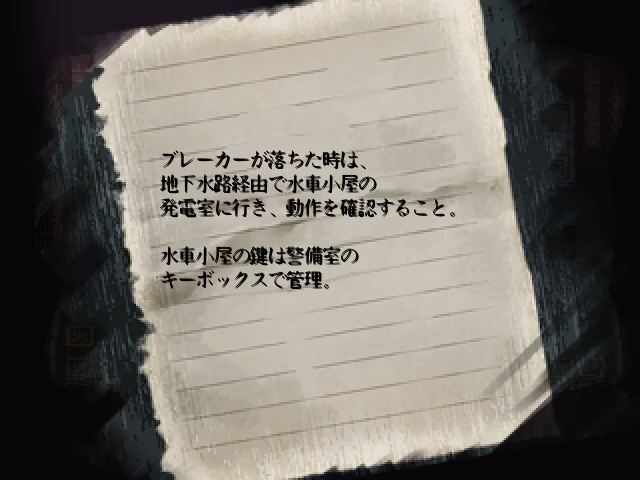 ブレーカーが落ちた時は、
地下水路経由で水車小屋の
発電室に行き、動作を確認すること。
水車小屋の鍵は警備室の
キーボックスで管理。